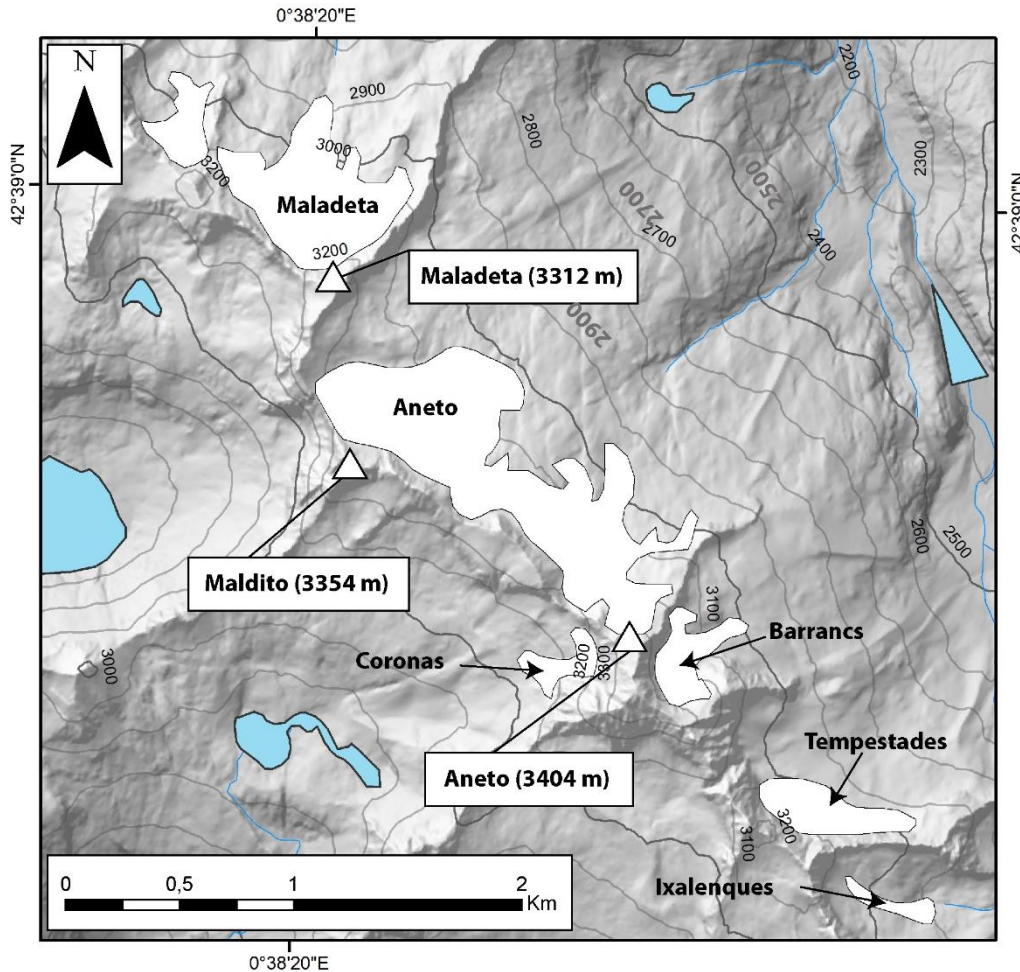 0°38'20"E
N
2200
2900
2300
2800
3000
2500
3200
42°39'0"N
42°39'0"N
2700
Maladeta
2700
2400
3200
Maladeta (3312 m)
2900
Aneto
2600
2500
Maldito (3354 m)
3100
Barrancs
Coronas
3200
3300
3000
Tempestades
Aneto (3404 m)
3200
3100
Ixalenques
0 0,5 1 2
Km
0°38'20"E